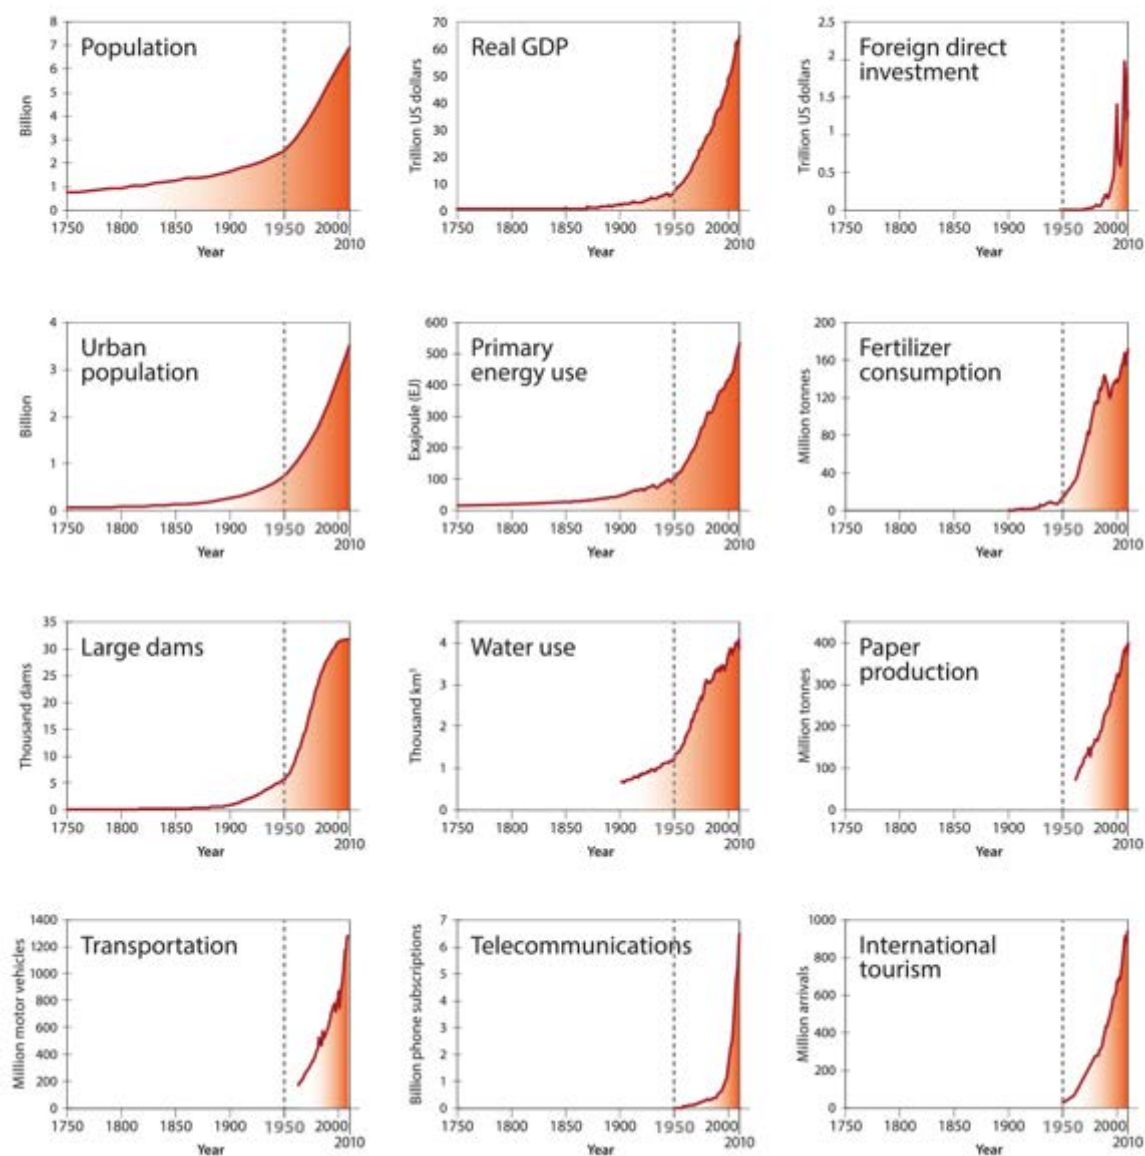 Population
Billion
8
7
6
5
4
3
2
1
0
1750 1800 1850 1900 1950 2000
2010
Year
Real GDP
Trillion US dollars
70
60
50
40
30
20
10
0
1750 1800 1850 1900 1950 2000
2010
Year
Foreign direct
investment
Trillion US dollars
2.5
2
1.5
1
0.5
0
1750 1800 1850 1900 1950 2000
2010
Year
Urban
population
Billion
4
3
2
1
0
1750 1800 1850 1900 1950 2000
2010
Year
Primary
energy use
Exajoule (EJ)
600
500
400
300
200
100
0
1750 1800 1850 1900 1950 2000
2010
Year
Fertilizer
consumption
Million tonnes
200
160
120
80
40
0
1750 1800 1850 1900 1950 2000
2010
Year
Large dams
Thousand dams
35
30
25
20
15
10
5
0
1750 1800 1850 1900 1950 2000
2010
Year
Water use
Thousand km³
4
3
2
1
0
1750 1800 1850 1900 1950 2000
2010
Year
Paper
production
Million tonnes
400
300
200
100
0
1750 1800 1850 1900 1950 2000
2010
Year
Transportation
Million motor vehicles
1400
1200
1000
800
600
400
200
0
1750 1800 1850 1900 1950 2000
2010
Year
Telecommunications
Billion phone subscriptions
7
6
5
4
3
2
1
0
1750 1800 1850 1900 1950 2000
2010
Year
International
tourism
Million arrivals
1000
800
600
400
200
0
1750 1800 1850 1900 1950 2000
2010
Year